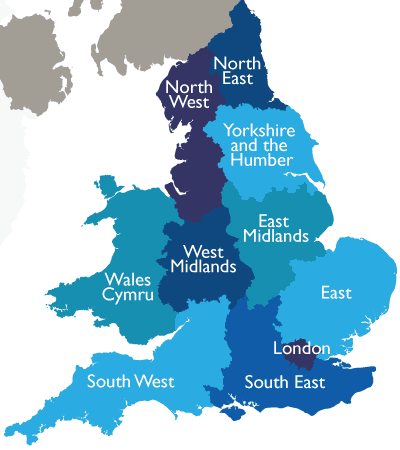 North
East
North
West
Yorkshire
and the
Humber
East
Midlands
West
Midlands
Wales
Cymru
East
London
South West
South East